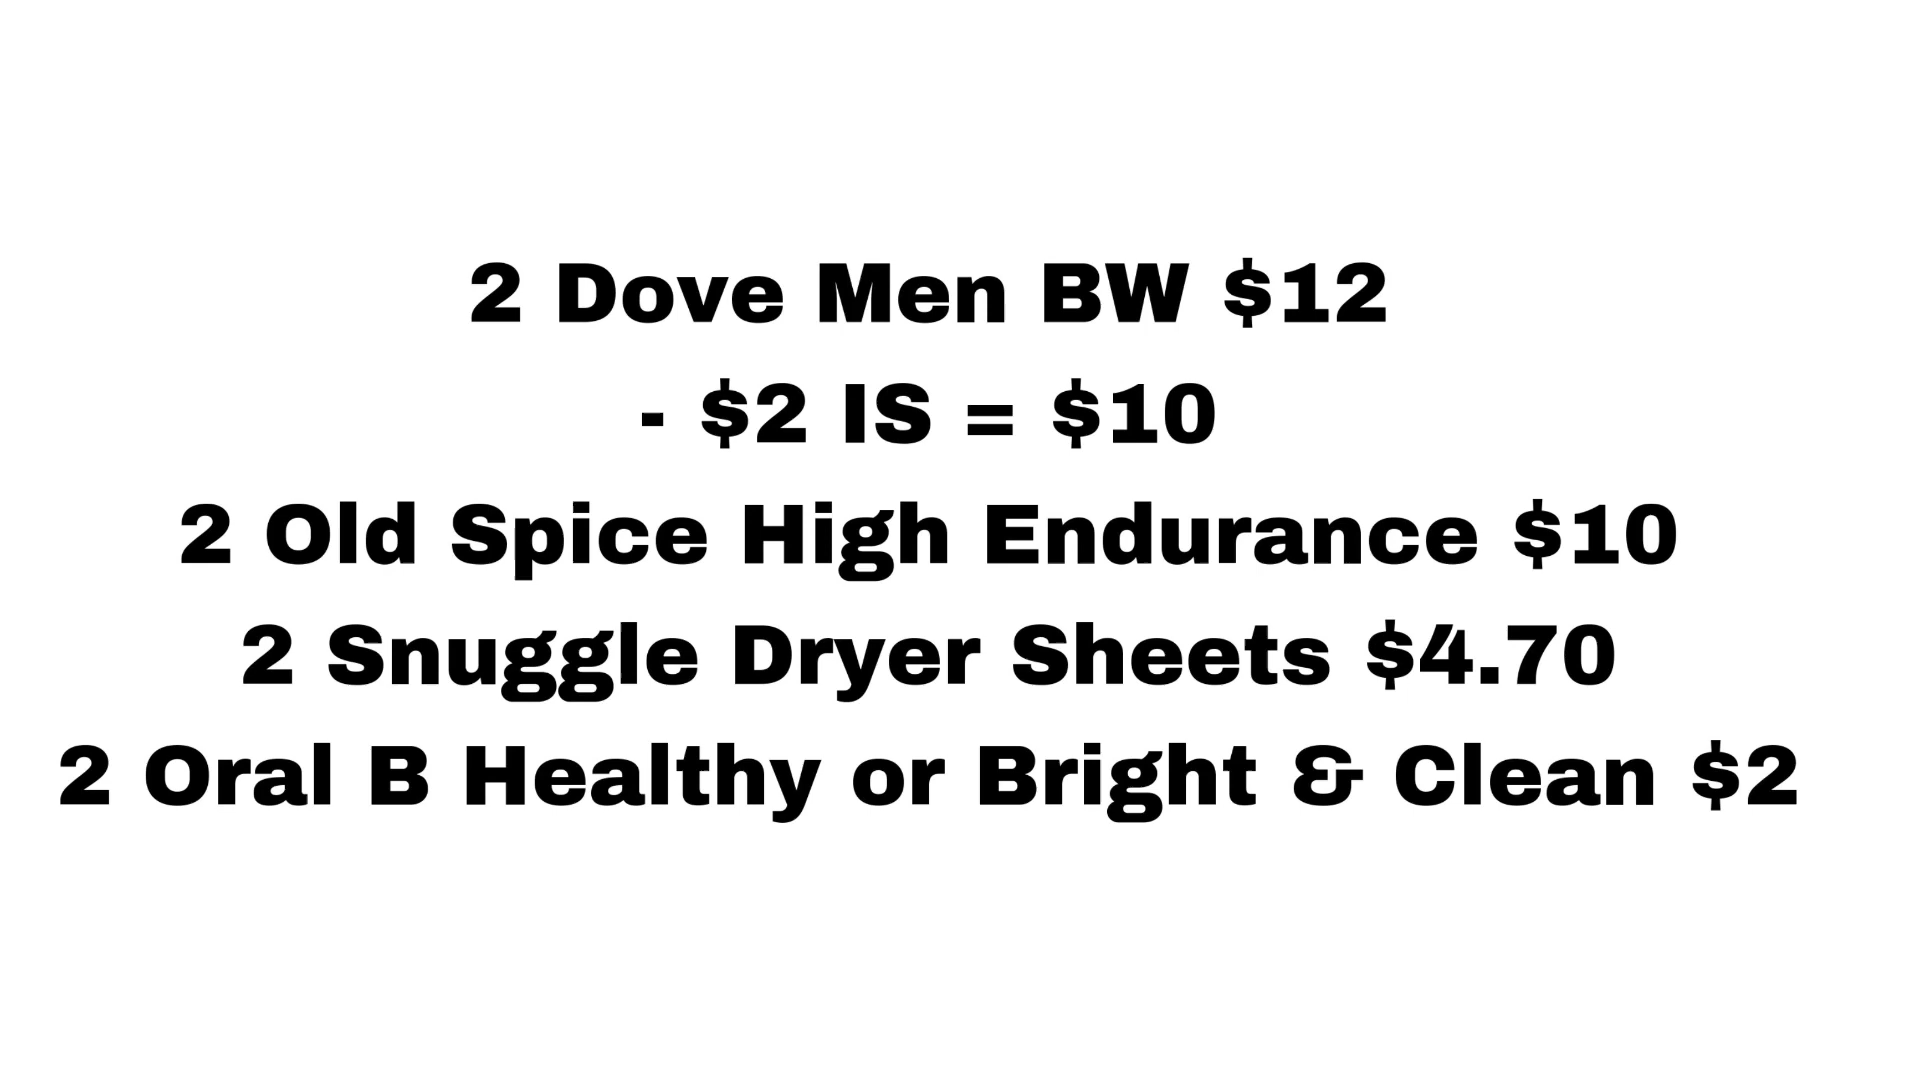 2 Dove Men BW $12
- $2 IS = $10
2 Old Spice High Endurance $10
2 Snuggle Dryer Sheets $4.70
2 Oral B Healthy or Bright & Clean $2